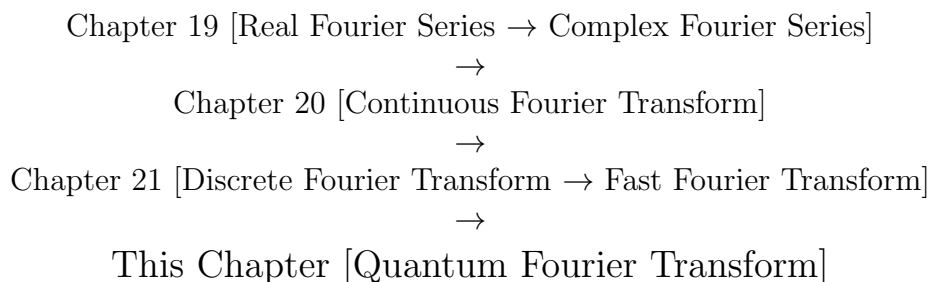 Chapter 19 [Real Fourier Series → Complex Fourier Series]
→
Chapter 20 [Continuous Fourier Transform]
→
Chapter 21 [Discrete Fourier Transform → Fast Fourier Transform]
→
This Chapter [Quantum Fourier Transform]